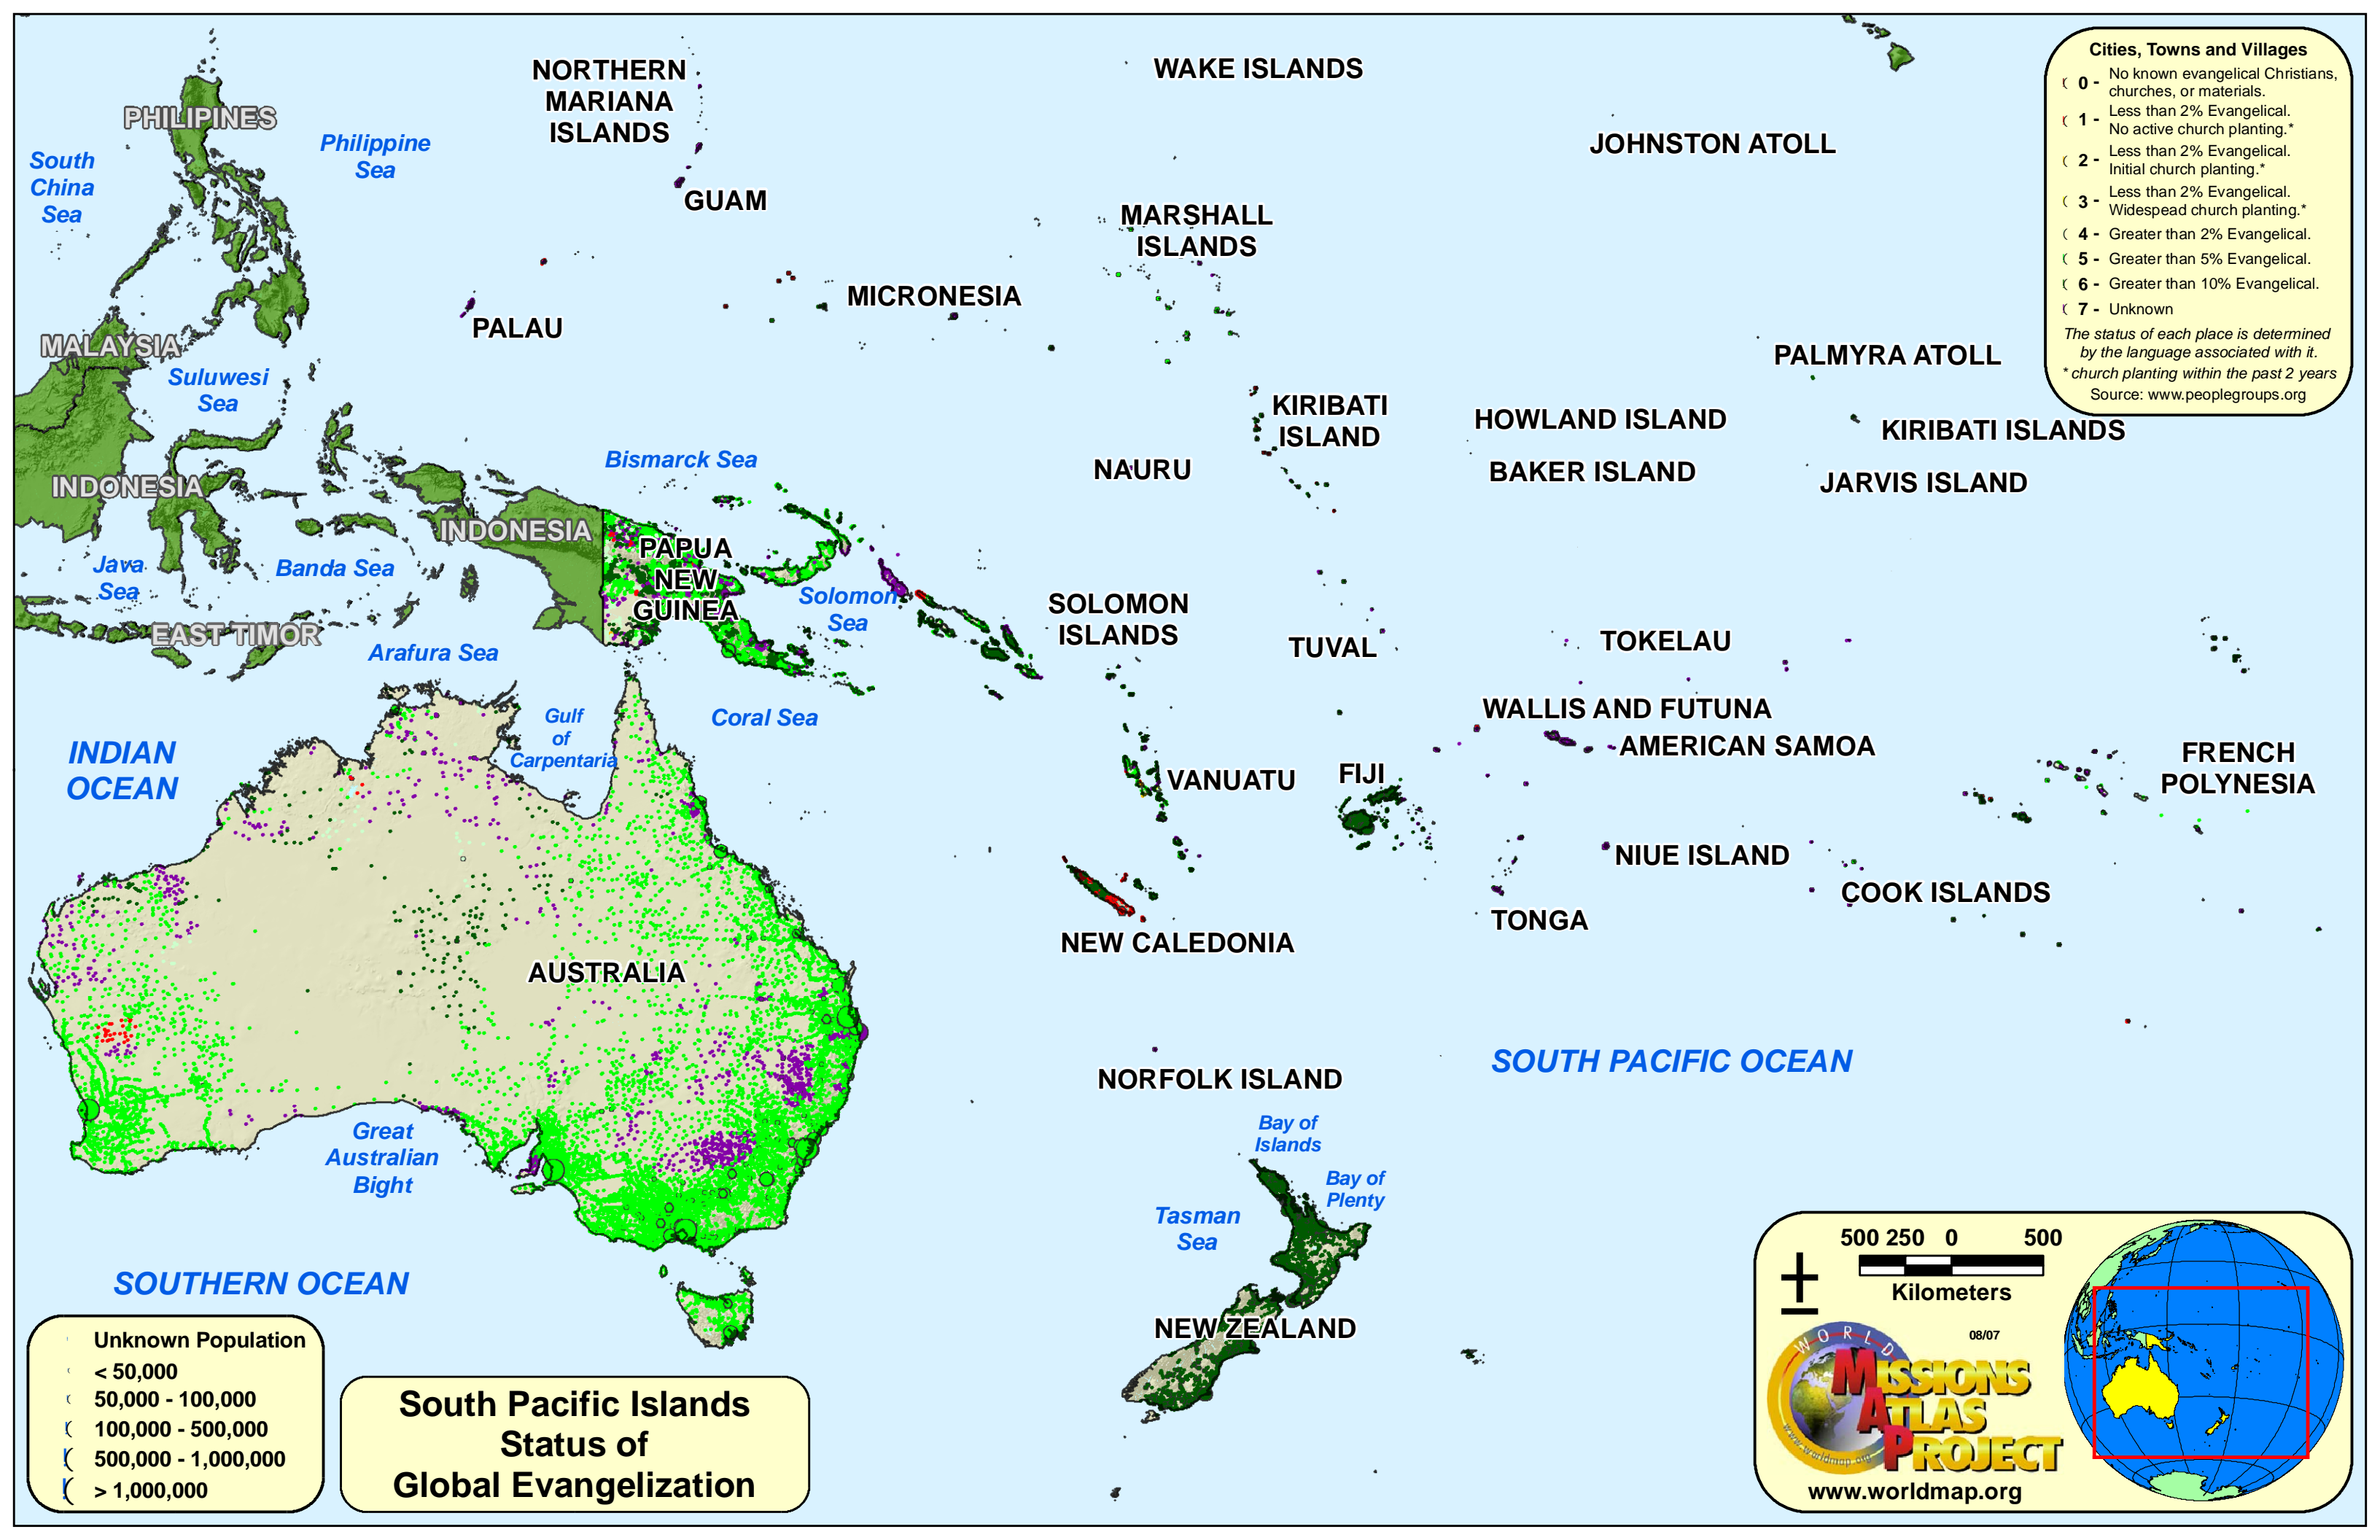 NORTHERN
MARIANA
ISLANDS
WAKE ISLANDS
PHILIPINES
Philippine
Sea
South
China
Sea
JOHNSTON ATOLL
GUAM
MARSHALL
ISLANDS
MICRONESIA
PALAU
MALAYSIA
Suluwesi
Sea
PALMYRA ATOLL
KIRIBATI
ISLAND
HOWLAND ISLAND
KIRIBATI ISLANDS
Bismarck Sea
NAURU
BAKER ISLAND
JARVIS ISLAND
INDONESIA
INDONESIA
PAPUA
NEW
GUINEA
Java
Sea
Banda Sea
Solomon
Sea
SOLOMON
ISLANDS
EAST TIMOR
Arafura Sea
TUVAL
TOKELAU
Gulf
of
Carpentaria
Coral Sea
WALLIS AND FUTUNA
AMERICAN SAMOA
INDIAN
OCEAN
VANUATU
FIJI
FRENCH
POLYNESIA
NIUE ISLAND
COOK ISLANDS
TONGA
NEW CALEDONIA
AUSTRALIA
NORFOLK ISLAND
SOUTH PACIFIC OCEAN
Great
Australian
Bight
Bay of
Islands
Bay of
Plenty
Tasman
Sea
SOUTHERN OCEAN
NEW ZEALAND
Cities, Towns and Villages
0 - No known evangelical Christians,
churches, or materials.
1 - Less than 2% Evangelical.
No active church planting.*
2 - Less than 2% Evangelical.
Initial church planting.*
3 - Less than 2% Evangelical.
Widespead church planting.*
4 - Greater than 2% Evangelical.
5 - Greater than 5% Evangelical.
6 - Greater than 10% Evangelical.
7 - Unknown
The status of each place is determined
by the language associated with it.
* church planting within the past 2 years
Source: www.peoplegroups.org
Unknown Population
< 50,000
50,000 - 100,000
100,000 - 500,000
500,000 - 1,000,000
> 1,000,000
South Pacific Islands
Status of
Global Evangelization
500 250 0 500
Kilometers
08/07
WORLD
MISSIONS
ATLAS
PROJECT
www.worldmap.org
www.worldmap.org